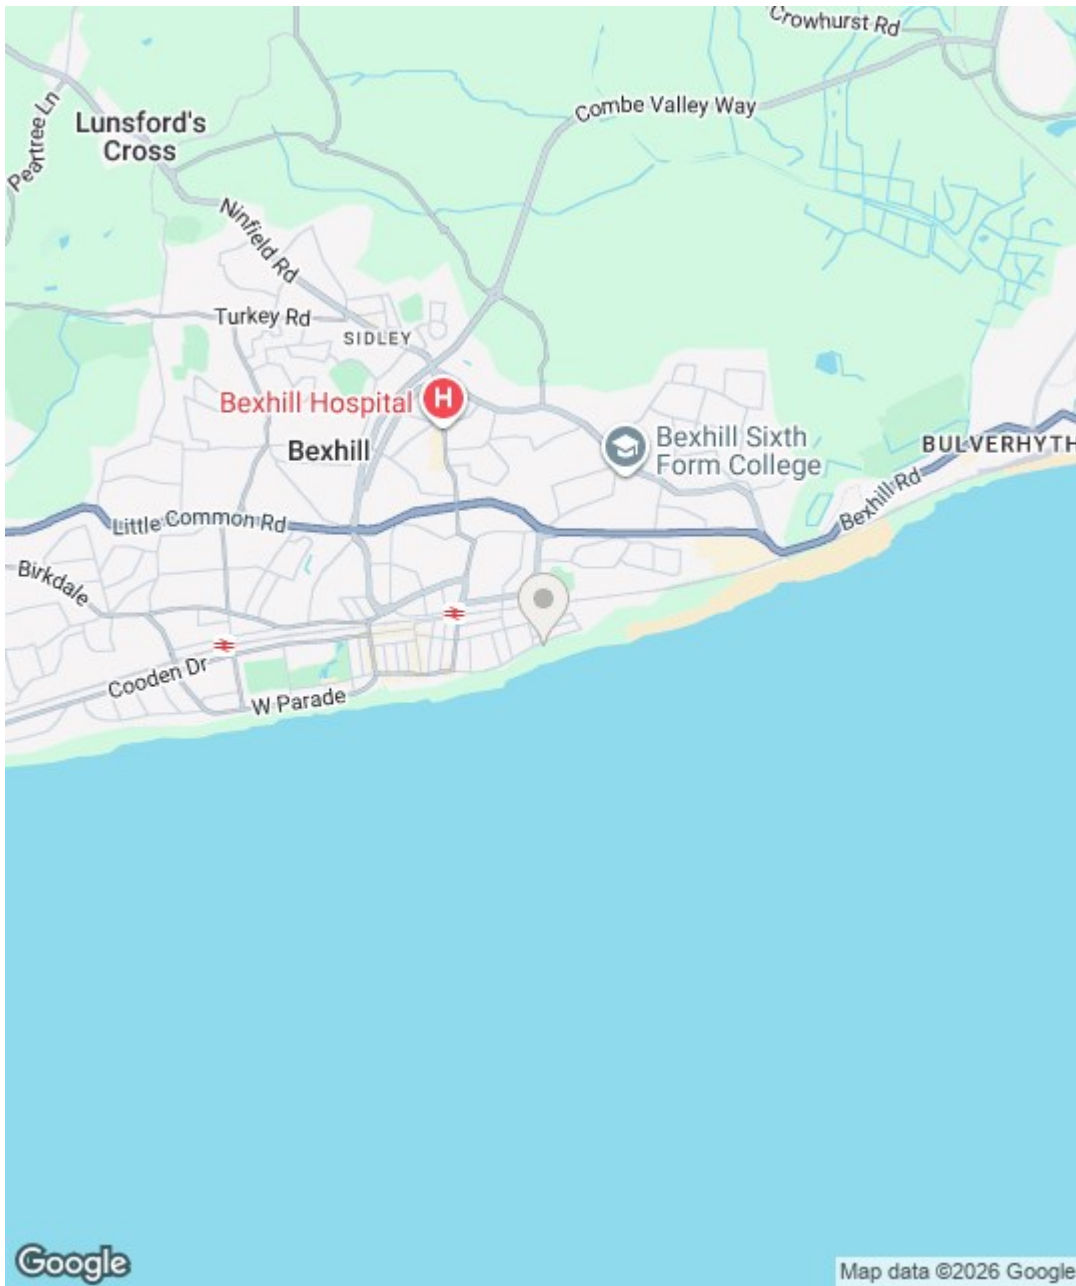 Crowhurst Rd
Combe Valley Way
Peartree Ln
Lunsford's
Cross
Ninfield Rd
Turkey Rd
SIDLEY
Bexhill Hospital
H
Bexhill
Bexhill Sixth
Form College
BULVERHYTH
Bexhill Rd
Little Common Rd
Birkdale
Cooden Dr
W Parade
Google
Map data ©2026 Google